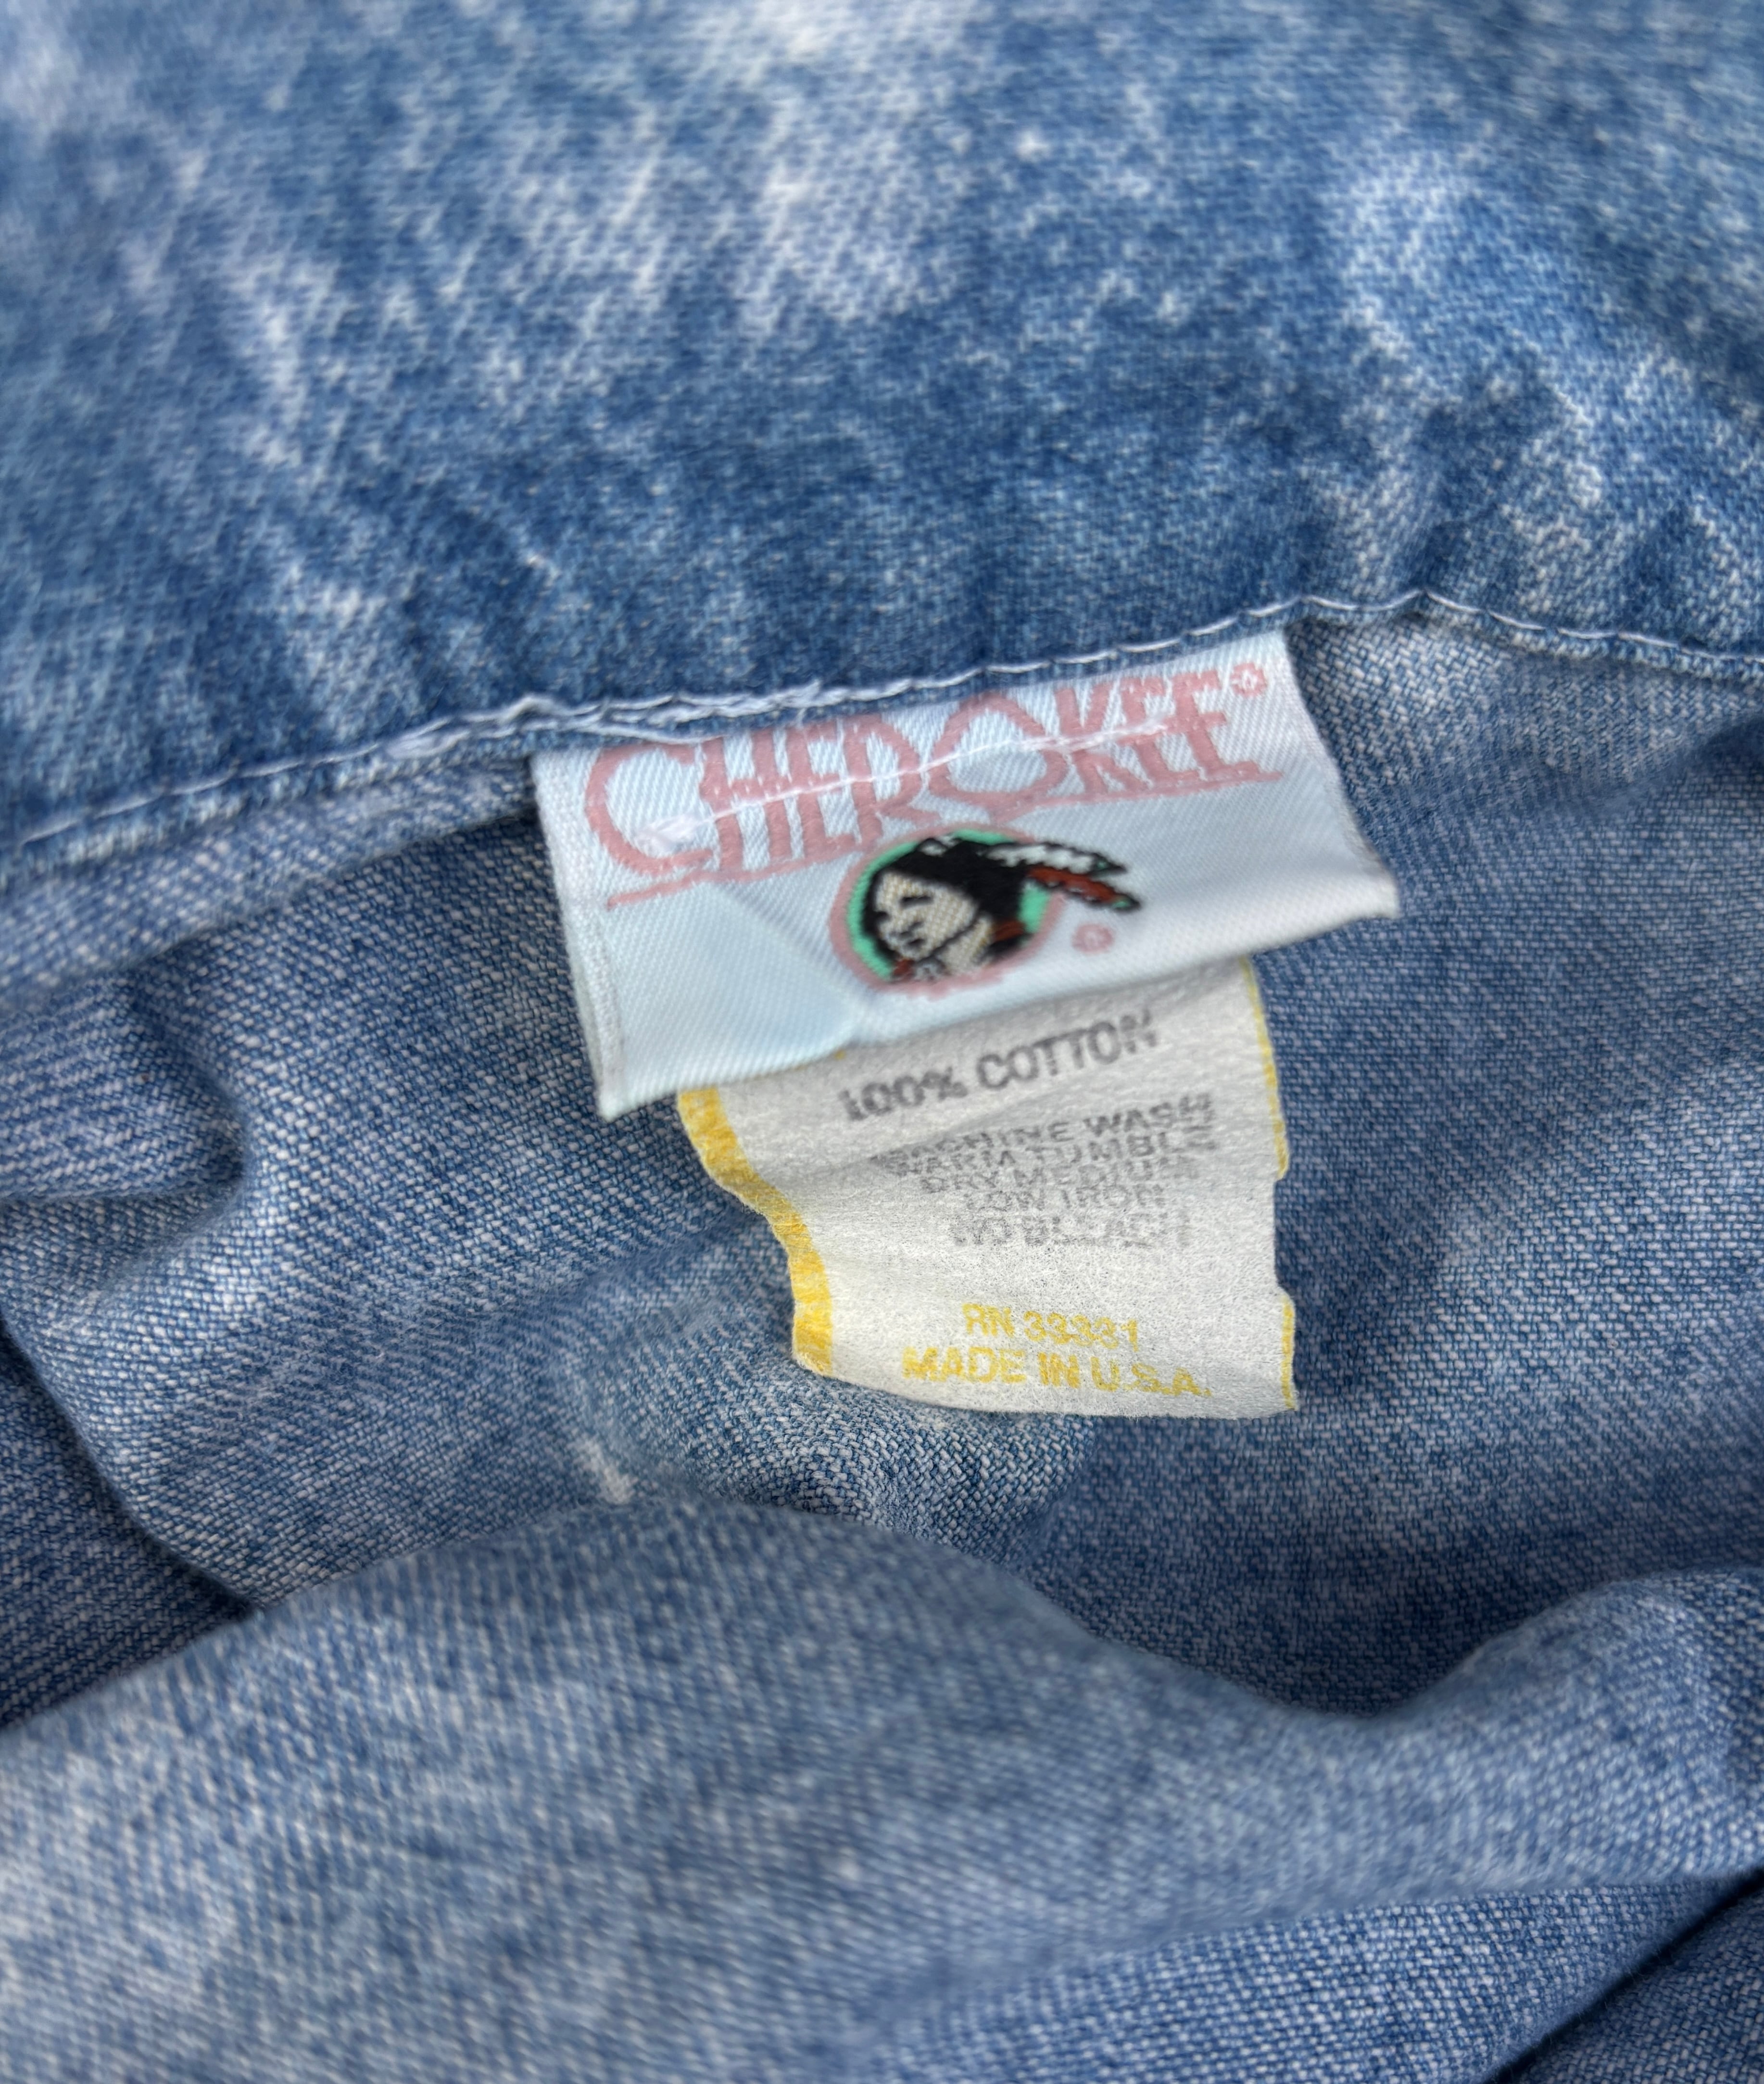 CHEROKEE®
®
100% COTTON
MACHINE WASH
WARM TUMBLE
DRY MEDIUM
LOW IRON
NO BLEACH
RN 33331
MADE IN U.S.A.